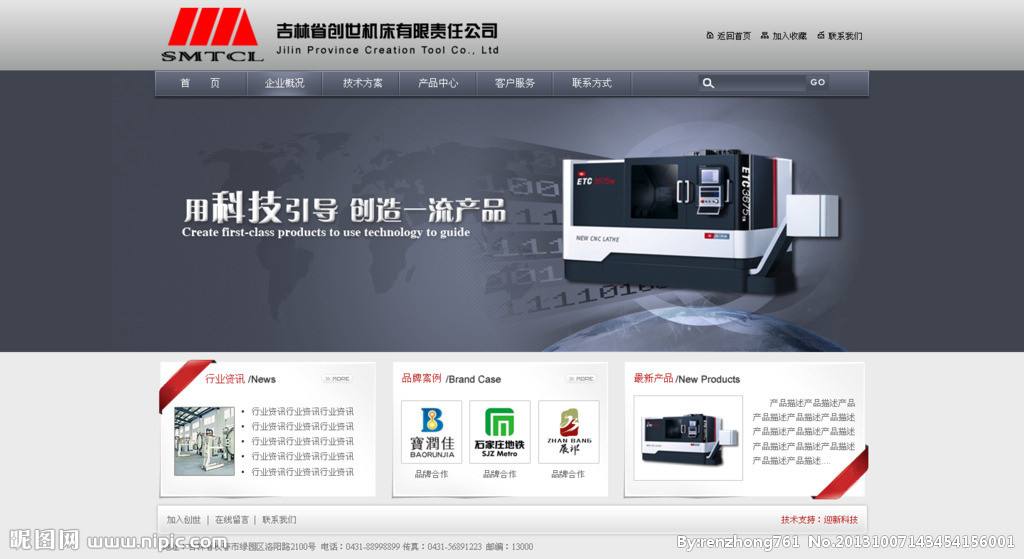 SMTCL
吉林省创世机床有限责任公司
Jilin Province Creation Tool Co., Ltd
返回首页 加入收藏 联系我们
首 页 企业概况 技术方案 产品中心 客户服务 联系方式 GO
用科技引导 创造一流产品
Create first-class products to use technology to guide
ETC
ETC3675
NEW CNC LATHE
行业资讯 /News MORE
行业资讯行业资讯行业资讯
行业资讯行业资讯行业资讯
行业资讯行业资讯行业资讯
行业资讯行业资讯行业资讯
行业资讯行业资讯行业资讯
品牌案例 /Brand Case MORE
寶潤佳
BAORUNJIA
品牌合作
石家庄地铁
SJZ Metro
品牌合作
ZHAN BANG
品牌合作
最新产品 /New Products
产品描述产品描述产品
产品描述产品描述产品描述
产品描述产品描述产品描述
产品描述产品描述产品描述
产品描述产品描述....
加入创世 | 在线留言 | 联系我们
技术支持：迎新科技
市绿园区洛阳路2100号 电话：0431-88998899 传真：0431-56891223 邮编：13000
昵图网 www.nipic.com
By:renzhong761 No.20131007143454156001